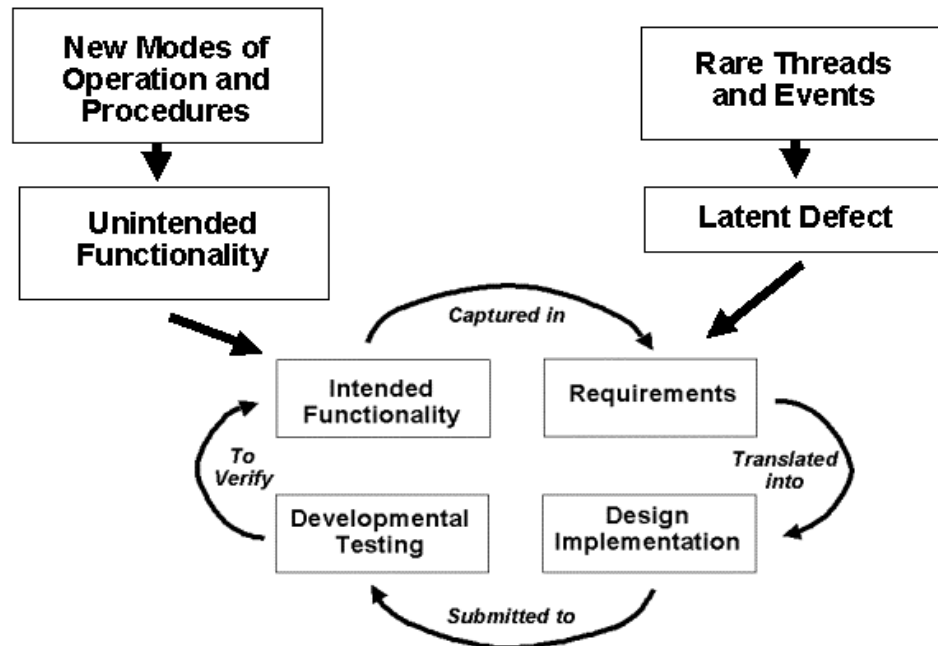 New Modes of
Operation and
Procedures
Rare Threads
and Events
Unintended
Functionality
Latent Defect
Captured in
Intended
Functionality
Requirements
To
Verify
Translated
into
Developmental
Testing
Design
Implementation
Submitted to